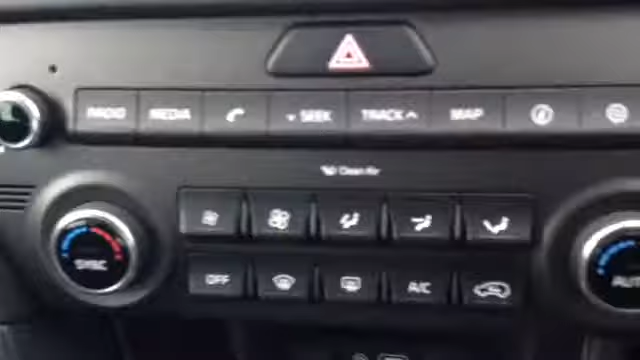 RADIO MEDIA SEEK TRACK MAP
Clean Air
SYNC AUTO
OFF A/C